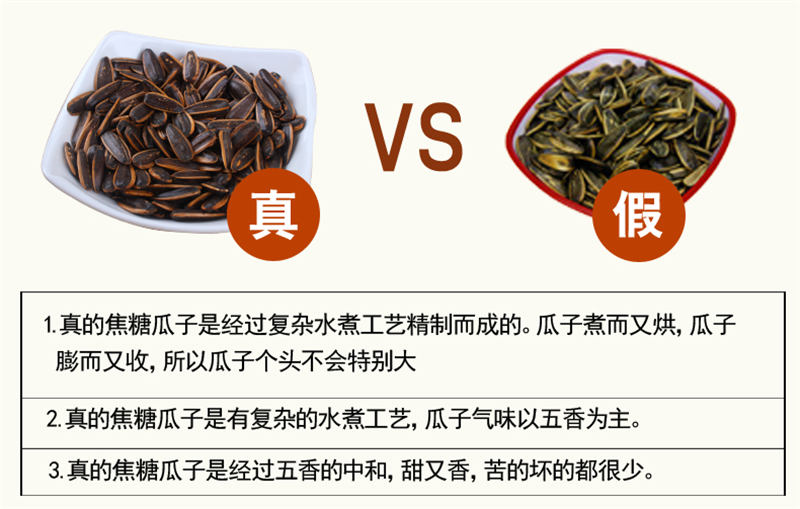 VS
真
假
1.真的焦糖瓜子是经过复杂水煮工艺精制而成的。瓜子煮而又烘,瓜子
膨而又收,所以瓜子个头不会特别大
2.真的焦糖瓜子是有复杂的水煮工艺,瓜子气味以五香为主。
3.真的焦糖瓜子是经过五香的中和,甜又香,苦的坏的都很少。